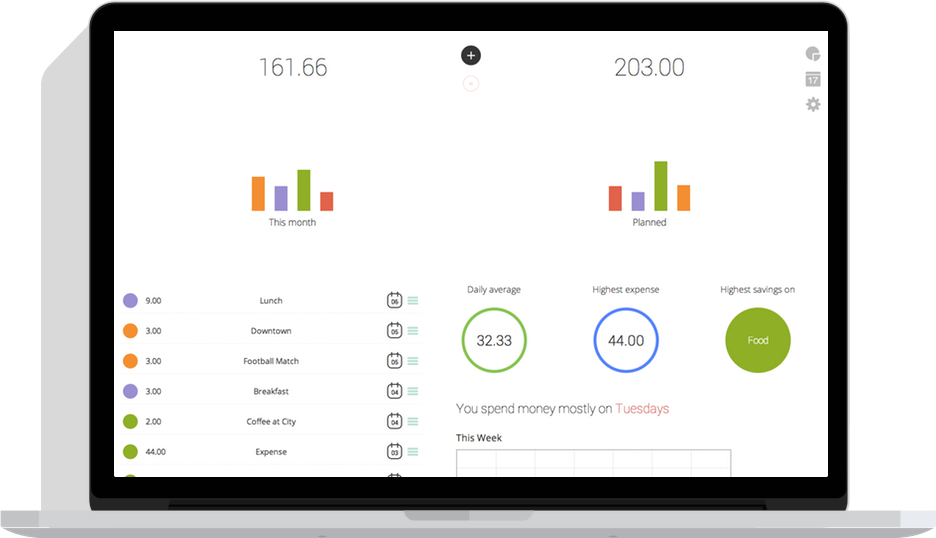 161.66
+
203.00
17
This month
Planned
9.00 Lunch 06
3.00 Downtown 05
3.00 Football Match 05
3.00 Breakfast 04
2.00 Coffee at City 04
44.00 Expense 03
Daily average
Highest expense
Highest savings on
32.33
44.00
Food
You spend money mostly on Tuesdays
This Week